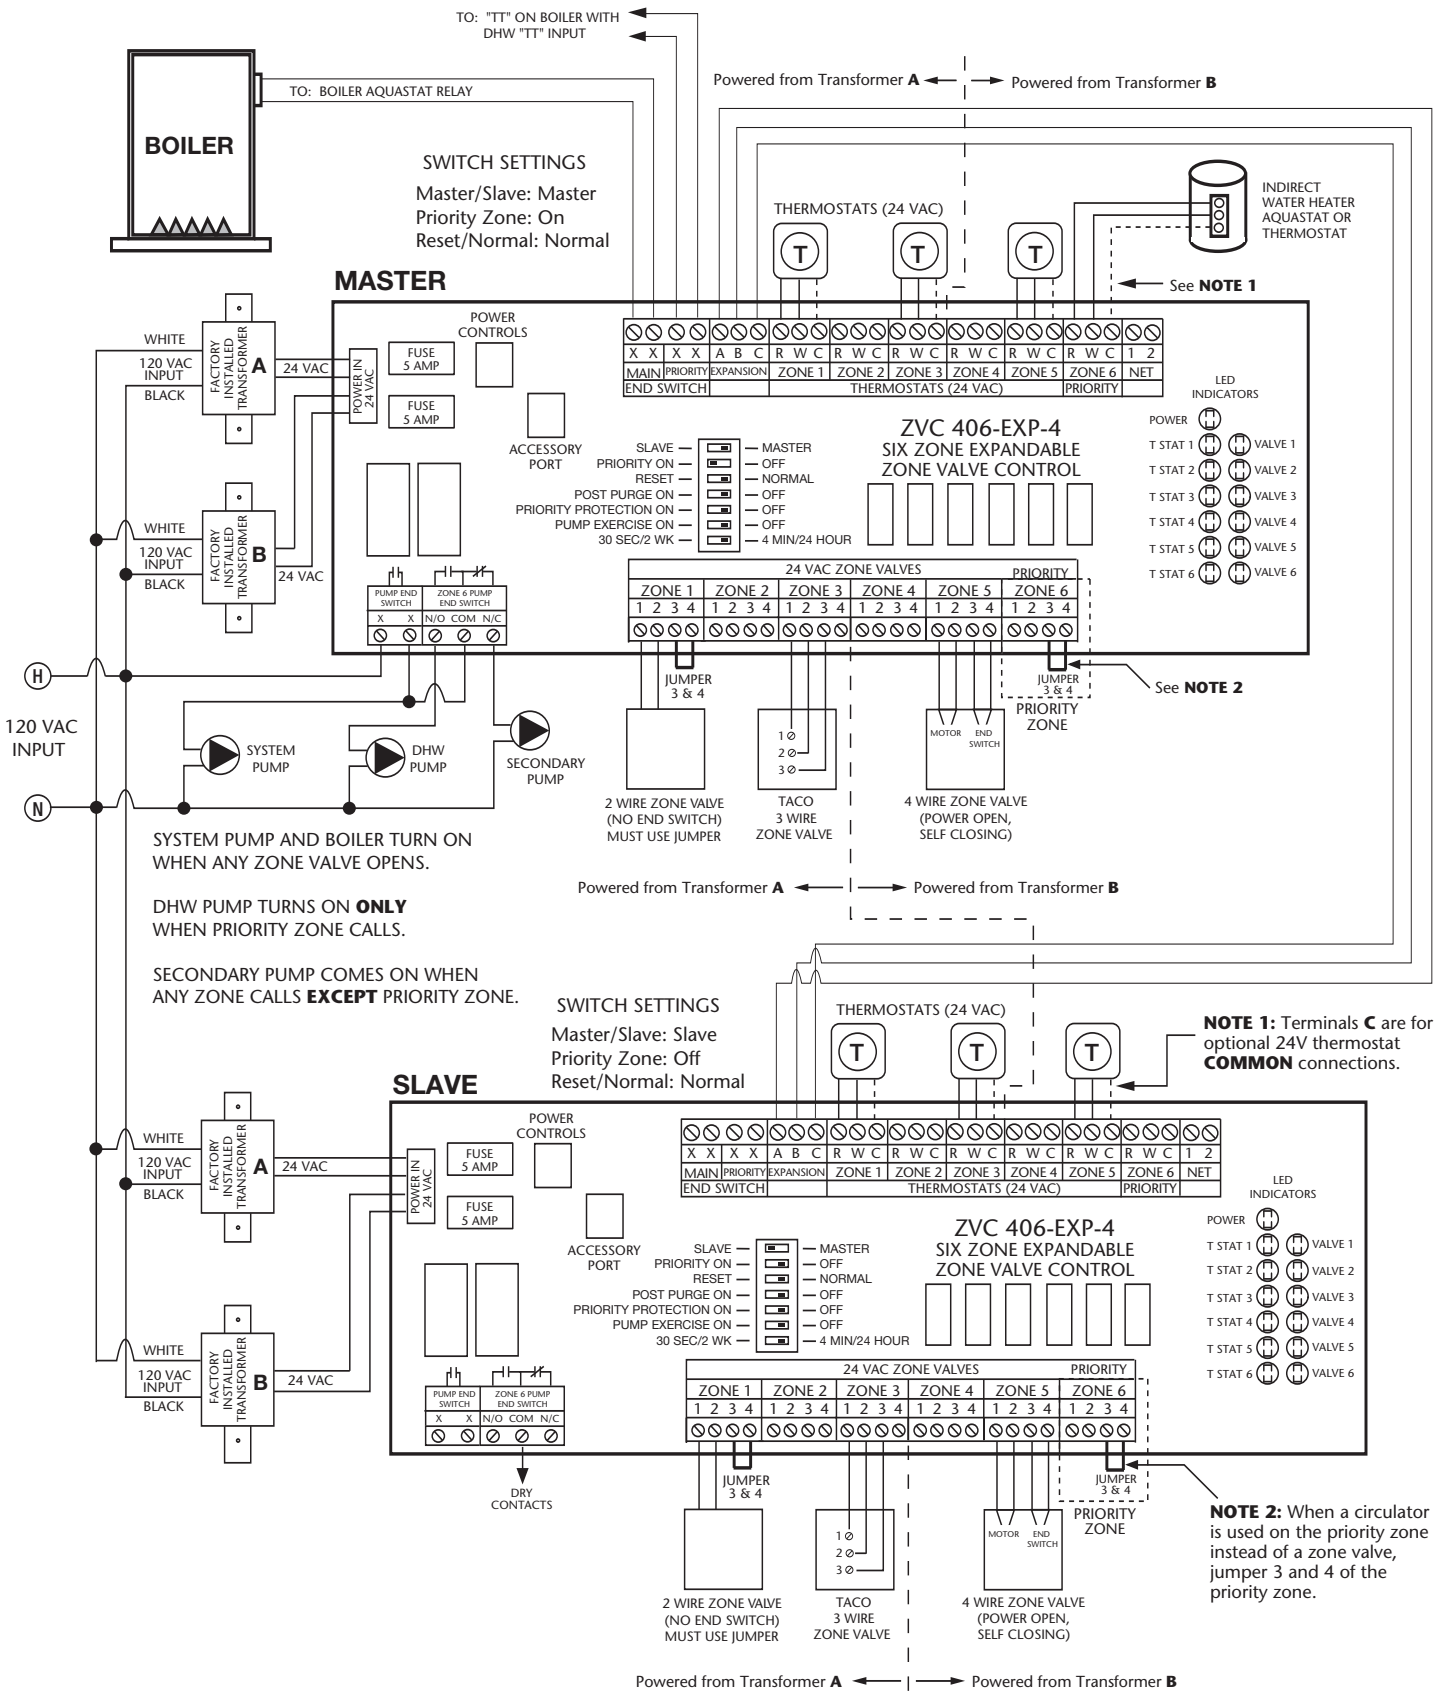 TO: "TT" ON BOILER WITH
DHW "TT" INPUT
Powered from Transformer A
Powered from Transformer B
TO: BOILER AQUASTAT RELAY
BOILER
SWITCH SETTINGS
Master/Slave: Master
Priority Zone: On
Reset/Normal: Normal
THERMOSTATS (24 VAC)
T
T
T
INDIRECT
WATER HEATER
AQUASTAT OR
THERMOSTAT
See NOTE 1
MASTER
WHITE
120 VAC
INPUT
BLACK
FACTORY
INSTALLED
TRANSFORMER
A
24 VAC
POWER IN
24 VAC
FUSE
5 AMP
FUSE
5 AMP
POWER
CONTROLS
ACCESSORY
PORT
X X X X A B C R W C R W C R W C R W C R W C R W C 1 2
MAIN PRIORITY EXPANSION ZONE 1 ZONE 2 ZONE 3 ZONE 4 ZONE 5 ZONE 6 NET
END SWITCH THERMOSTATS (24 VAC) PRIORITY
ZVC 406-EXP-4
SIX ZONE EXPANDABLE
ZONE VALVE CONTROL
LED
INDICATORS
POWER
T STAT 1 VALVE 1
T STAT 2 VALVE 2
T STAT 3 VALVE 3
T STAT 4 VALVE 4
T STAT 5 VALVE 5
T STAT 6 VALVE 6
SLAVE MASTER
PRIORITY ON OFF
RESET NORMAL
POST PURGE ON OFF
PRIORITY PROTECTION ON OFF
PUMP EXERCISE ON OFF
30 SEC/2 WK 4 MIN/24 HOUR
WHITE
120 VAC
INPUT
BLACK
FACTORY
INSTALLED
TRANSFORMER
B
24 VAC
PUMP END
SWITCH
ZONE 6 PUMP
END SWITCH
X X N/O COM N/C
24 VAC ZONE VALVES PRIORITY
ZONE 1 ZONE 2 ZONE 3 ZONE 4 ZONE 5 ZONE 6
1 2 3 4 1 2 3 4 1 2 3 4 1 2 3 4 1 2 3 4 1 2 3 4
H
120 VAC
INPUT
N
SYSTEM
PUMP
DHW
PUMP
SECONDARY
PUMP
JUMPER
3 & 4
JUMPER
3 & 4
See NOTE 2
PRIORITY
ZONE
1
2
3
MOTOR
END
SWITCH
2 WIRE ZONE VALVE
(NO END SWITCH)
MUST USE JUMPER
TACO
3 WIRE
ZONE VALVE
4 WIRE ZONE VALVE
(POWER OPEN,
SELF CLOSING)
SYSTEM PUMP AND BOILER TURN ON
WHEN ANY ZONE VALVE OPENS.
DHW PUMP TURNS ON ONLY
WHEN PRIORITY ZONE CALLS.
SECONDARY PUMP COMES ON WHEN
ANY ZONE CALLS EXCEPT PRIORITY ZONE.
Powered from Transformer A
Powered from Transformer B
SWITCH SETTINGS
Master/Slave: Slave
Priority Zone: Off
Reset/Normal: Normal
THERMOSTATS (24 VAC)
T
T
T
NOTE 1: Terminals C are for
optional 24V thermostat
COMMON connections.
SLAVE
WHITE
120 VAC
INPUT
BLACK
FACTORY
INSTALLED
TRANSFORMER
A
24 VAC
POWER IN
24 VAC
FUSE
5 AMP
FUSE
5 AMP
POWER
CONTROLS
ACCESSORY
PORT
X X X X A B C R W C R W C R W C R W C R W C R W C 1 2
MAIN PRIORITY EXPANSION ZONE 1 ZONE 2 ZONE 3 ZONE 4 ZONE 5 ZONE 6 NET
END SWITCH THERMOSTATS (24 VAC) PRIORITY
ZVC 406-EXP-4
SIX ZONE EXPANDABLE
ZONE VALVE CONTROL
LED
INDICATORS
POWER
T STAT 1 VALVE 1
T STAT 2 VALVE 2
T STAT 3 VALVE 3
T STAT 4 VALVE 4
T STAT 5 VALVE 5
T STAT 6 VALVE 6
SLAVE MASTER
PRIORITY ON OFF
RESET NORMAL
POST PURGE ON OFF
PRIORITY PROTECTION ON OFF
PUMP EXERCISE ON OFF
30 SEC/2 WK 4 MIN/24 HOUR
WHITE
120 VAC
INPUT
BLACK
FACTORY
INSTALLED
TRANSFORMER
B
24 VAC
PUMP END
SWITCH
ZONE 6 PUMP
END SWITCH
X X N/O COM N/C
DRY
CONTACTS
24 VAC ZONE VALVES PRIORITY
ZONE 1 ZONE 2 ZONE 3 ZONE 4 ZONE 5 ZONE 6
1 2 3 4 1 2 3 4 1 2 3 4 1 2 3 4 1 2 3 4 1 2 3 4
JUMPER
3 & 4
JUMPER
3 & 4
PRIORITY
ZONE
1
2
3
MOTOR
END
SWITCH
2 WIRE ZONE VALVE
(NO END SWITCH)
MUST USE JUMPER
TACO
3 WIRE
ZONE VALVE
4 WIRE ZONE VALVE
(POWER OPEN,
SELF CLOSING)
NOTE 2: When a circulator
is used on the priority zone
instead of a zone valve,
jumper 3 and 4 of the
priority zone.
Powered from Transformer A
Powered from Transformer B